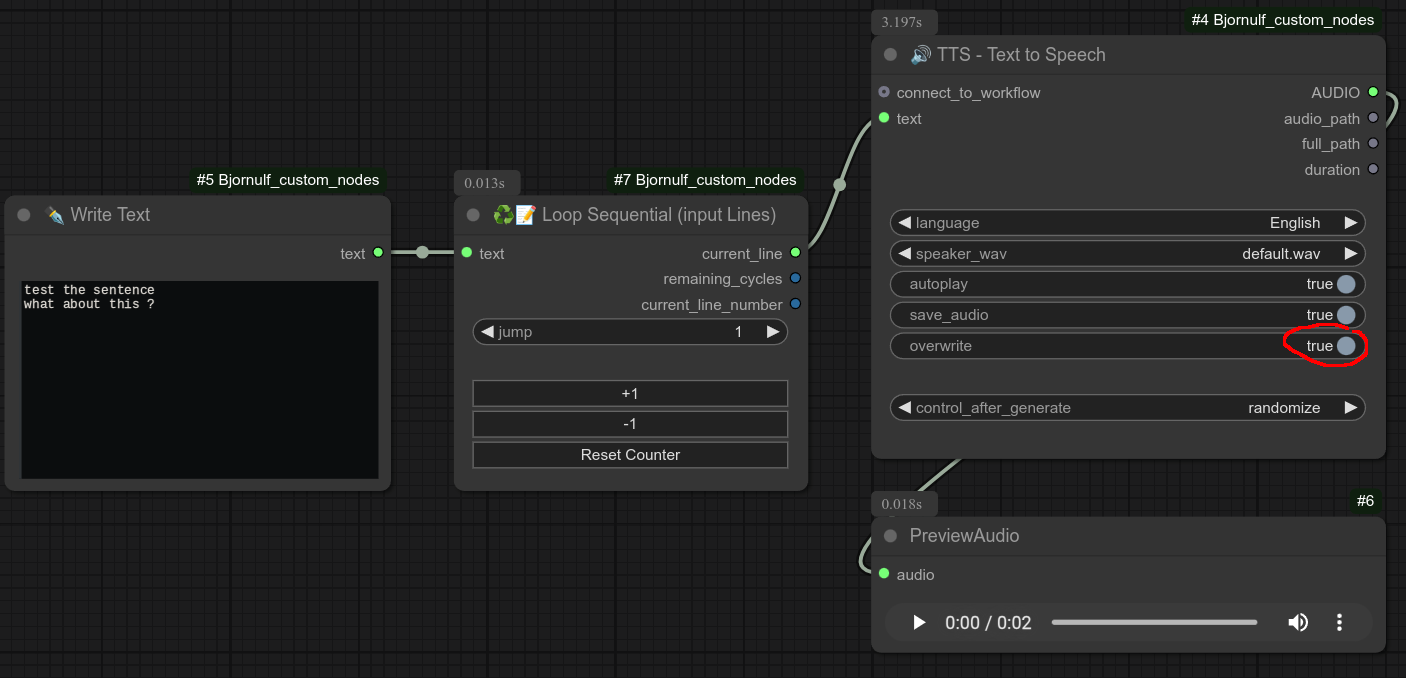 #5 Bjornulf_custom_nodes
✒️ Write Text
text
test the sentence
what about this ?
0.013s
#7 Bjornulf_custom_nodes
♻️📝 Loop Sequential (input Lines)
text
current_line
remaining_cycles
current_line_number
jump 1
+1
-1
Reset Counter
3.197s
#4 Bjornulf_custom_nodes
🔊 TTS - Text to Speech
connect_to_workflow AUDIO
text audio_path
full_path
duration
language English
speaker_wav default.wav
autoplay true
save_audio true
overwrite true
control_after_generate randomize
0.018s
#6
PreviewAudio
audio
0:00 / 0:02